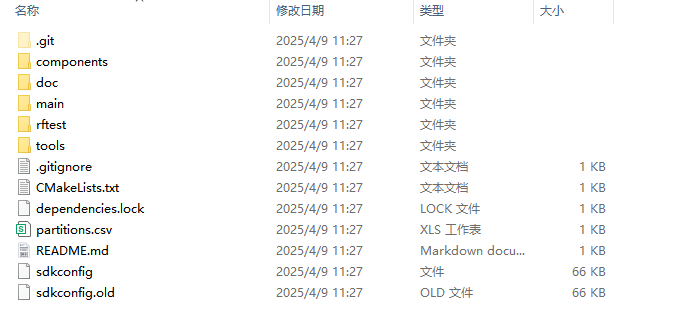 名称 修改日期 类型 大小
.git 2025/4/9 11:27 文件夹
components 2025/4/9 11:27 文件夹
doc 2025/4/9 11:27 文件夹
main 2025/4/9 11:27 文件夹
rftest 2025/4/9 11:27 文件夹
tools 2025/4/9 11:27 文件夹
.gitignore 2025/4/9 11:27 文本文档 1 KB
CMakeLists.txt 2025/4/9 11:27 文本文档 1 KB
dependencies.lock 2025/4/9 11:27 LOCK 文件 1 KB
partitions.csv 2025/4/9 11:27 XLS 工作表 1 KB
README.md 2025/4/9 11:27 Markdown docu... 1 KB
sdkconfig 2025/4/9 11:27 文件 66 KB
sdkconfig.old 2025/4/9 11:27 OLD 文件 66 KB